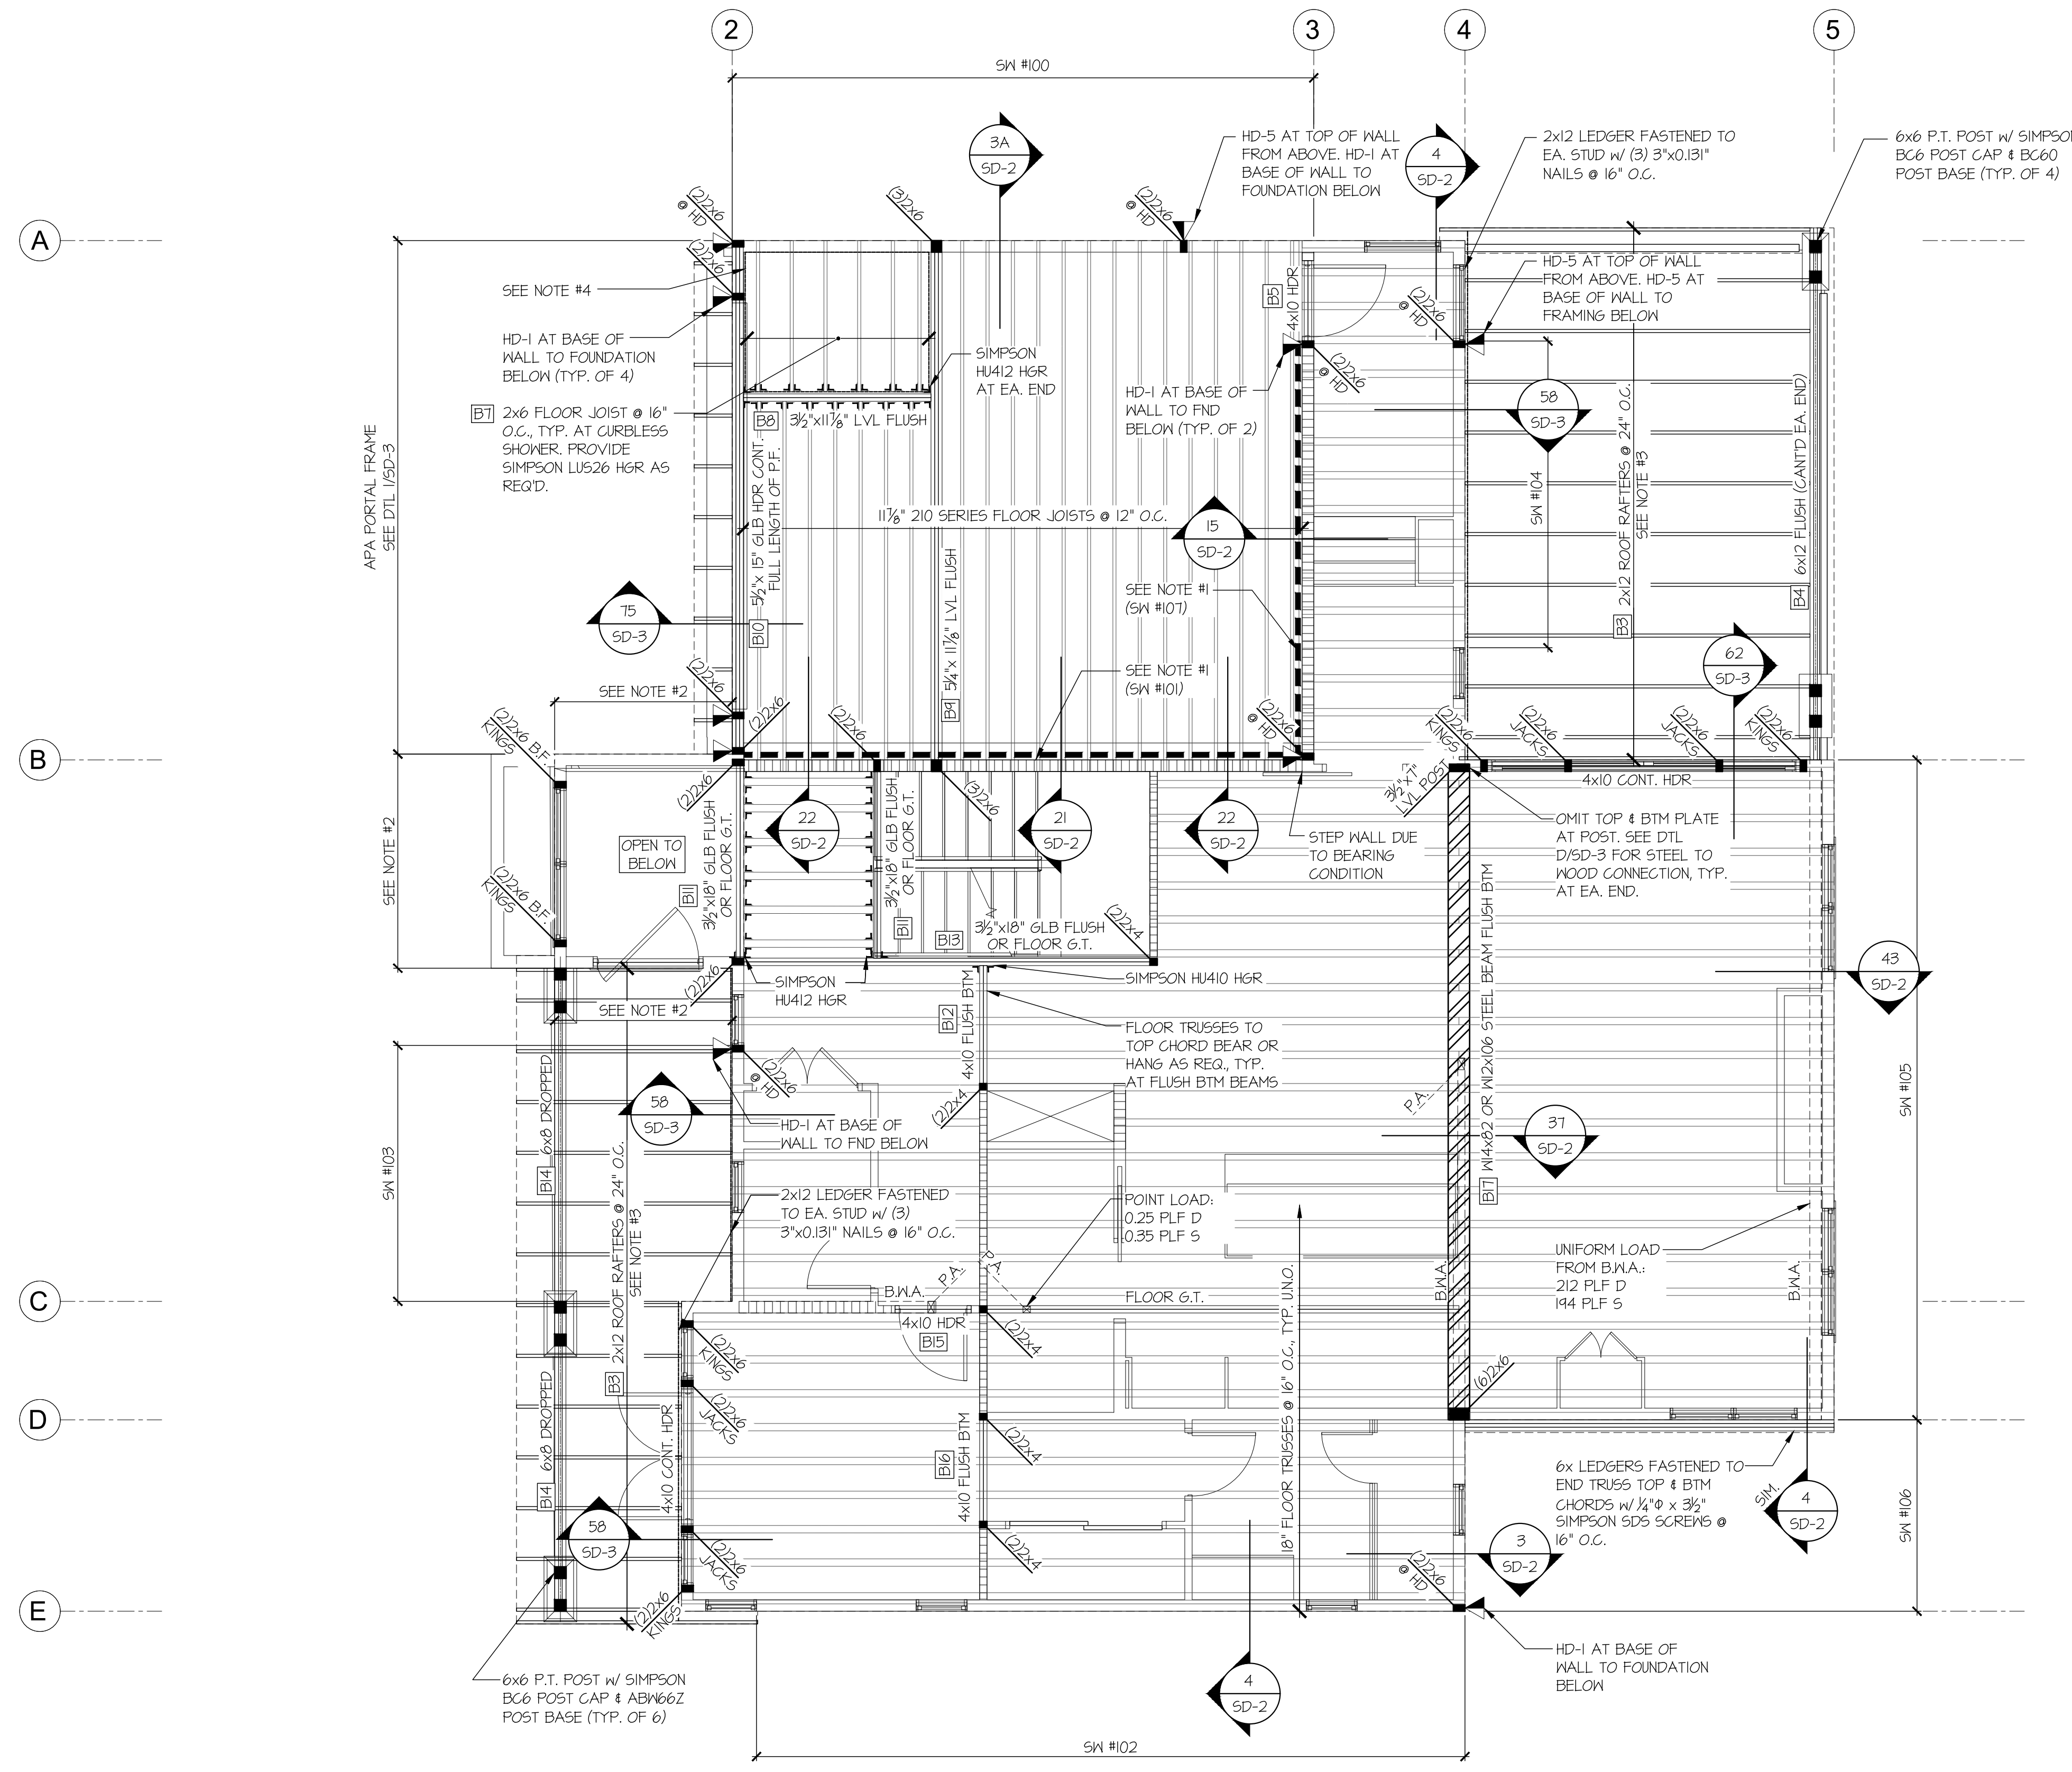 2
3
4
5
SW #100
3A
SD-2
HD-5 AT TOP OF WALL
FROM ABOVE. HD-1 AT
BASE OF WALL TO
FOUNDATION BELOW
4
SD-2
2x12 LEDGER FASTENED TO
EA. STUD w/ (3) 3"x0.131"
NAILS @ 16" O.C.
6x6 P.T. POST w/ SIMPSON
BC6 POST CAP & BC60
POST BASE (TYP. OF 4)
A
(2)2x6
@ HD
(2)2x6
(3)2x6
(2)2x6
@ HD
SEE NOTE #4
HD-1 AT BASE OF
WALL TO FOUNDATION
BELOW (TYP. OF 4)
B7
2x6 FLOOR JOIST @ 16"
O.C., TYP. AT CURBLESS
SHOWER. PROVIDE
SIMPSON LUS26 HGR AS
REQ'D.
SIMPSON
HU412 HGR
AT EA. END
B8
3½"x11⅞" LVL FLUSH
B5
4x10 HDR
(2)2x6
@ HD
(2)2x6
@ HD
HD-5 AT TOP OF WALL
FROM ABOVE. HD-5 AT
BASE OF WALL TO
FRAMING BELOW
HD-1 AT BASE OF
WALL TO FND
BELOW (TYP. OF 2)
58
SD-3
SW #104
B3
2x12 ROOF RAFTERS @ 24" O.C.
SEE NOTE #3
B4
6x12 FLUSH (CANT'D EA. END)
APA PORTAL FRAME
SEE DTL 1/SD-3
B10
5½"x 15" GLB HDR CONT.
FULL LENGTH OF P.F.
11⅞" 210 SERIES FLOOR JOISTS @ 12" O.C.
15
SD-2
B9
5¼"x 11⅞" LVL FLUSH
SEE NOTE #1
(SW #107)
SEE NOTE #1
(SW #101)
75
SD-3
62
SD-3
SEE NOTE #2
(2)2x6
(2)2x6
(2)2x6
(2)2x6
@ HD
(2)2x6 B.F.
KINGS
(2)2x6
KINGS
(2)2x6
JACKS
(2)2x6
JACKS
(2)2x6
KINGS
B
4x10 CONT. HDR
3½"x7"
LVL POST
(2)2x6
(3)2x6
SEE NOTE #2
OPEN TO
BELOW
B11
3½"x18" GLB FLUSH
OR FLOOR G.T.
22
SD-2
B11
3½"x18" GLB FLUSH
OR FLOOR G.T.
21
SD-2
22
SD-2
STEP WALL DUE
TO BEARING
CONDITION
OMIT TOP & BTM PLATE
AT POST. SEE DTL
D/SD-3 FOR STEEL TO
WOOD CONNECTION, TYP.
AT EA. END.
(2)2x6 B.F.
KINGS
B13
3½"x18" GLB FLUSH
OR FLOOR G.T.
(2)2x4
(2)2x6
SIMPSON
HU412 HGR
SIMPSON HU410 HGR
43
SD-2
SEE NOTE #2
B12
4x10 FLUSH BTM
FLOOR TRUSSES TO
TOP CHORD BEAR OR
HANG AS REQ., TYP.
AT FLUSH BTM BEAMS
B17
W14x82 OR W12x106 STEEL BEAM FLUSH BTM
SW #105
(2)2x6
@ HD
(2)2x4
P.A.
B14
6x8 DROPPED
58
SD-3
HD-1 AT BASE OF
WALL TO FND BELOW
37
SD-2
SW #103
B3
2x12 ROOF RAFTERS @ 24" O.C.
SEE NOTE #3
2x12 LEDGER FASTENED
TO EA. STUD w/ (3)
3"x0.131" NAILS @ 16" O.C.
POINT LOAD:
0.25 PLF D
0.35 PLF S
UNIFORM LOAD
FROM B.W.A.:
212 PLF D
194 PLF S
P.A.
P.A.
B.W.A.
B.W.A.
B.W.A.
C
FLOOR G.T.
4x10 HDR
B15
(2)2x4
(2)2x6
KINGS
(2)2x6
JACKS
(6)2x6
D
B14
6x8 DROPPED
4x10 CONT. HDR
B16
4x10 FLUSH BTM
(2)2x4
18" FLOOR TRUSSES @ 16" O.C., TYP. U.N.O.
6x LEDGERS FASTENED TO
END TRUSS TOP & BTM
CHORDS w/ ¼"Φ x 3½"
SIMPSON SDS SCREWS @
16" O.C.
SIM.
4
SD-2
SW #106
58
SD-3
(2)2x6
JACKS
(2)2x4
3
SD-2
(2)2x6
@ HD
E
(2)2x6
KINGS
HD-1 AT BASE OF
WALL TO FOUNDATION
BELOW
6x6 P.T. POST w/ SIMPSON
BC6 POST CAP & ABW66Z
POST BASE (TYP. OF 6)
4
SD-2
SW #102